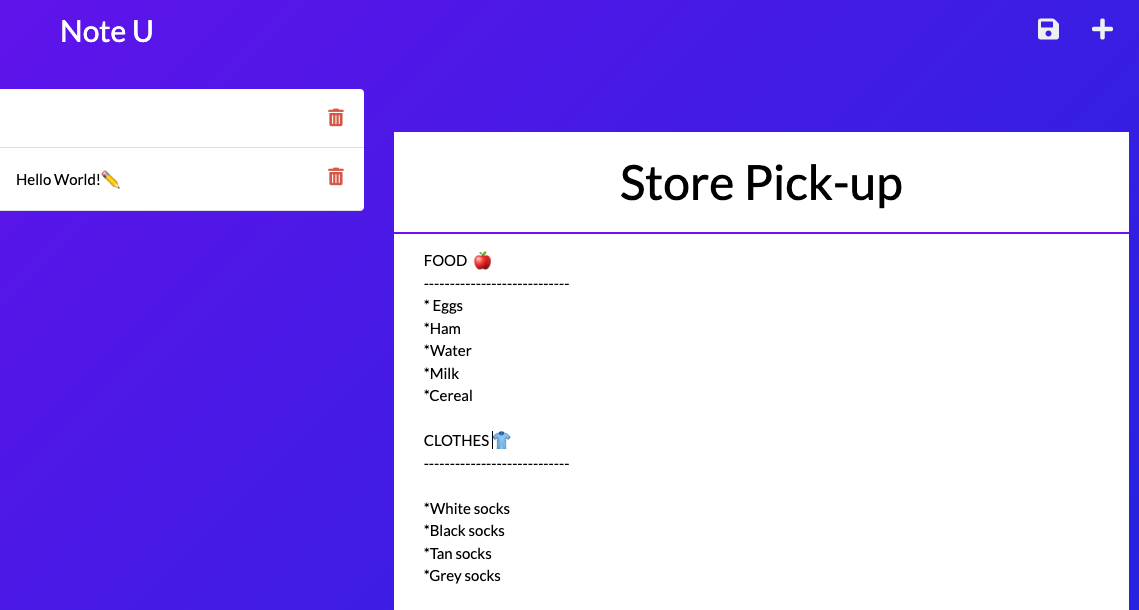 Note U
Hello World!✏️
Store Pick-up
FOOD 🍎
----------------------------
* Eggs
*Ham
*Water
*Milk
*Cereal
CLOTHES 👕
----------------------------
*White socks
*Black socks
*Tan socks
*Grey socks